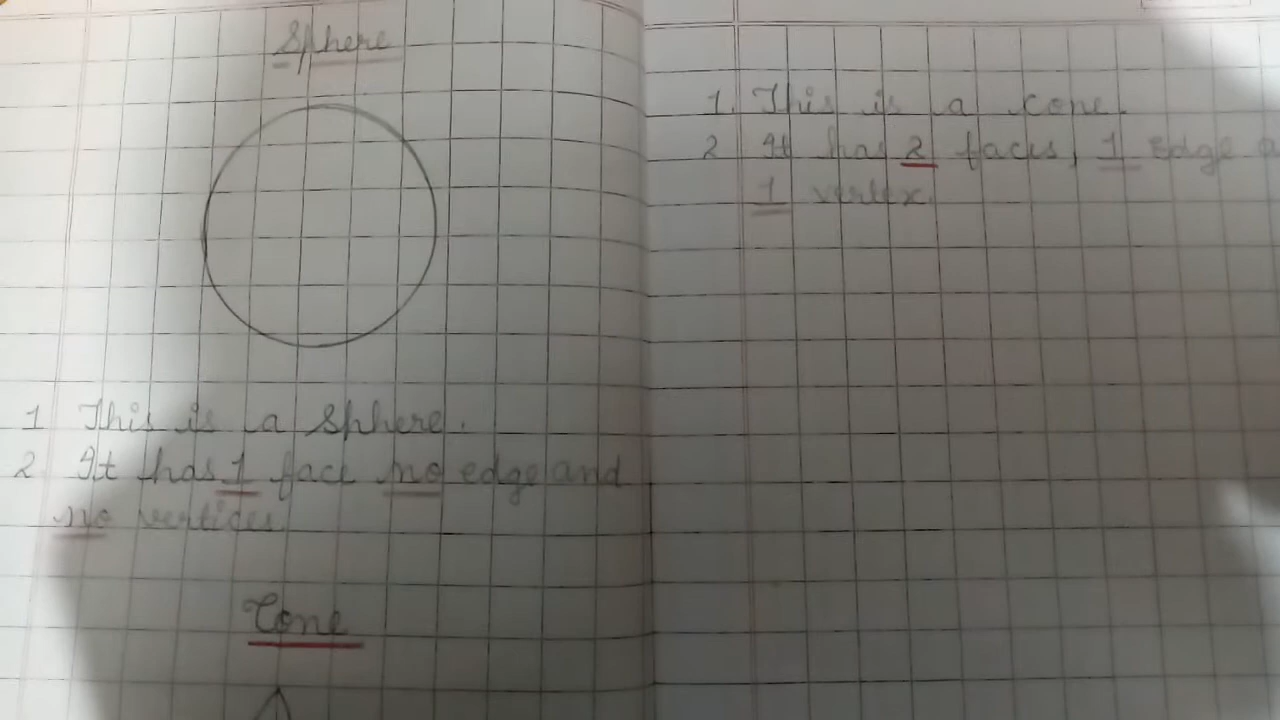 Sphere
1 This is a Sphere.
2 It has 1 face no edge and
no vertices
Cone
1. This is a cone.
2 It has 2 faces, 1 edge
1 vertex.